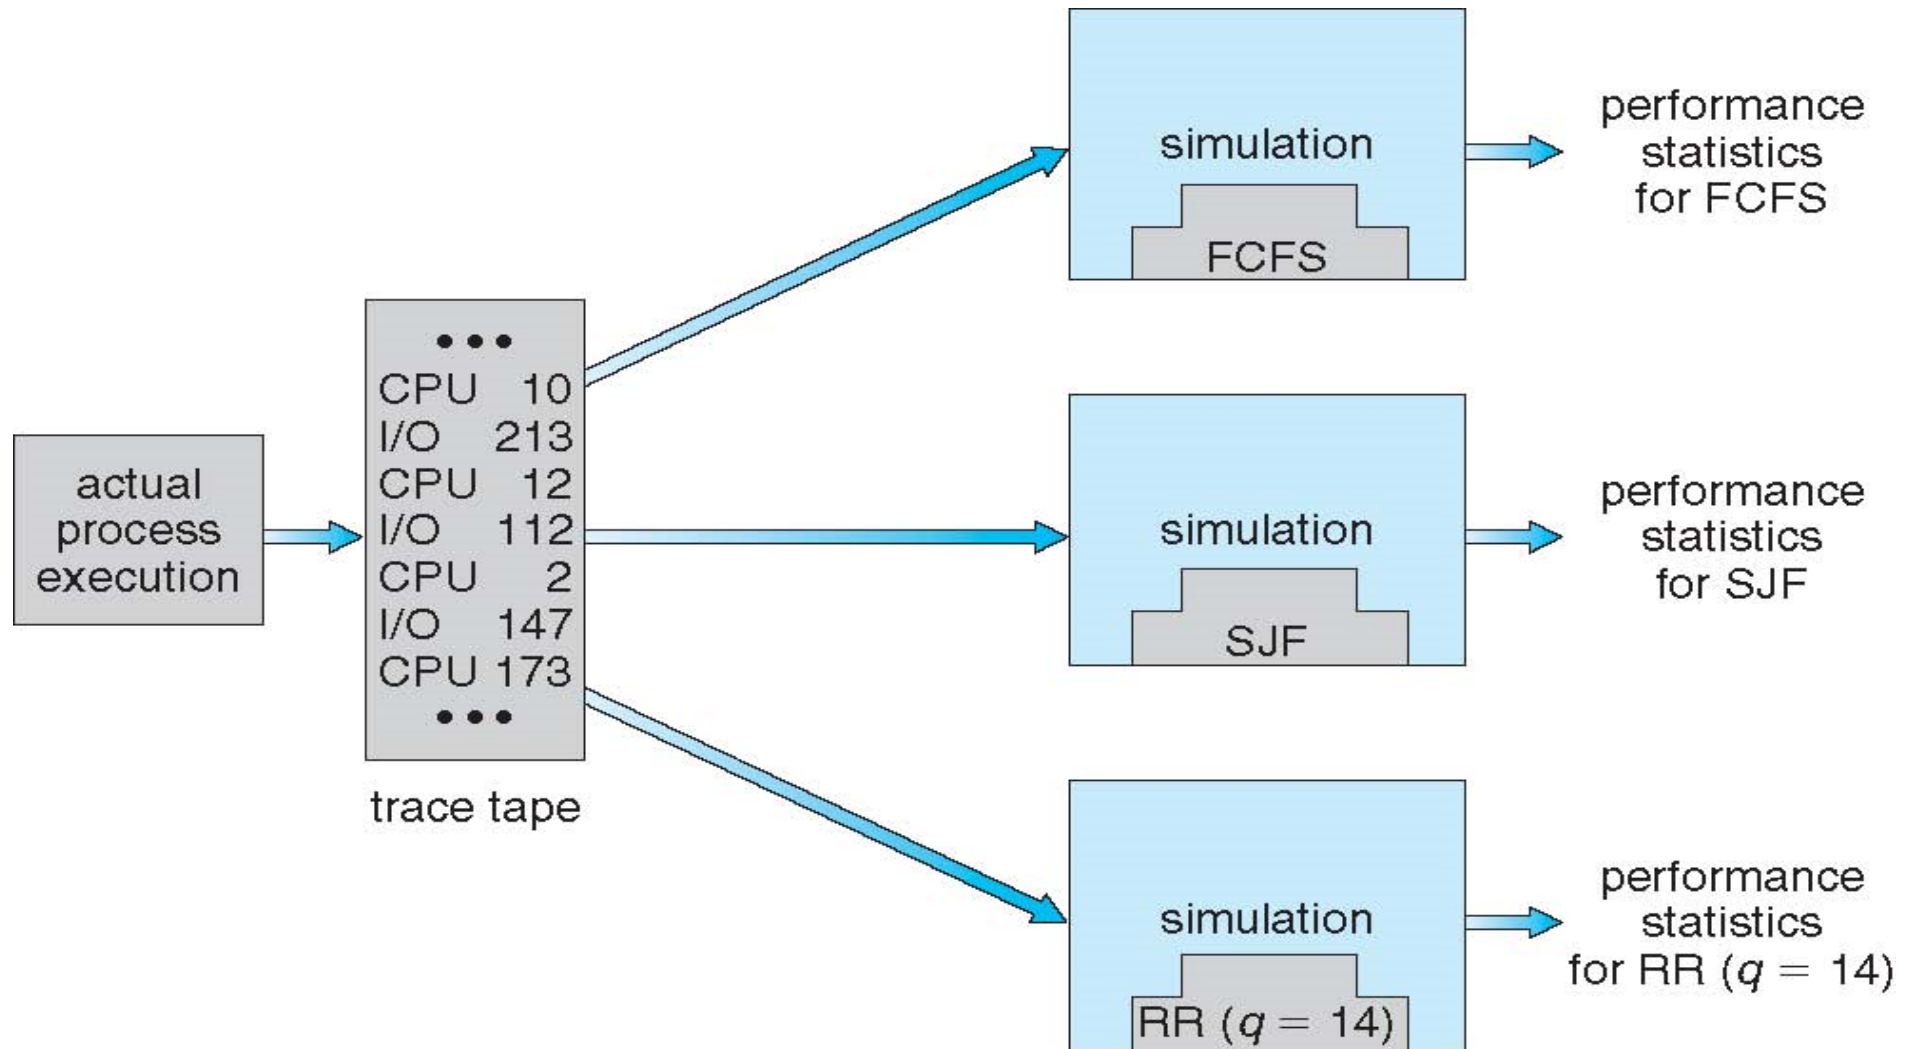 actual
process
execution
• • •
CPU 10
I/O 213
CPU 12
I/O 112
CPU 2
I/O 147
CPU 173
• • •
trace tape
simulation
FCFS
performance
statistics
for FCFS
simulation
SJF
performance
statistics
for SJF
simulation
RR (q = 14)
performance
statistics
for RR (q = 14)